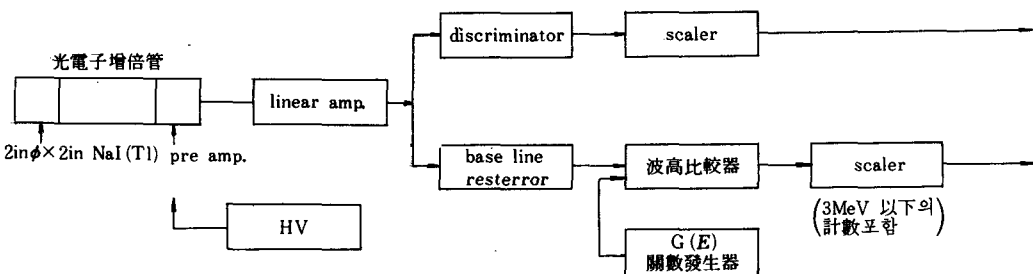 光電子增倍管
2inφ×2in NaI(Tl) pre amp.
HV
linear amp.
discriminator
scaler
base line
resterror
波高比較器
scaler
(3MeV 以下의
計數포함)
G(E)
關數發生器